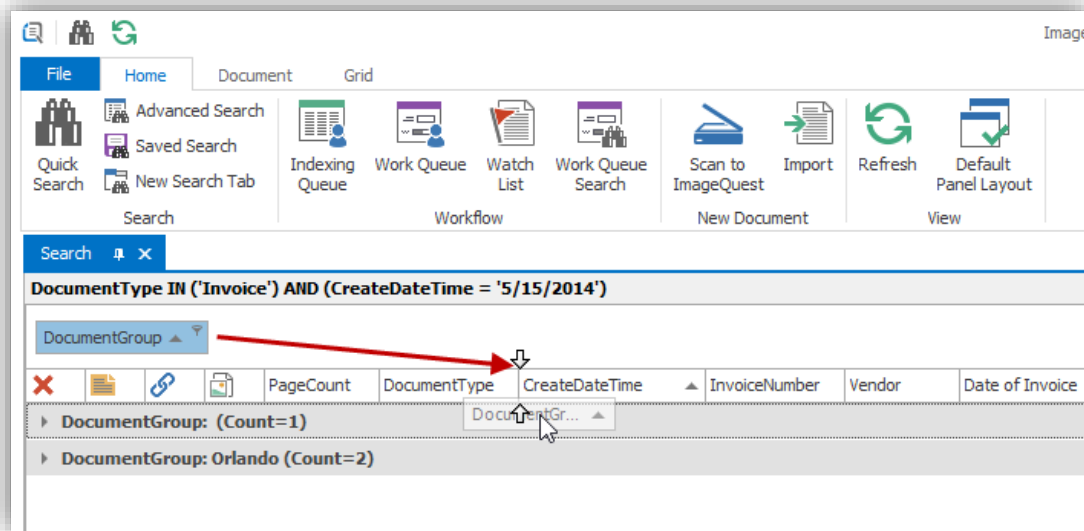 Image
File Home Document Grid
Quick Search
Advanced Search
Saved Search
New Search Tab
Indexing Queue
Work Queue
Watch List
Work Queue Search
Scan to ImageQuest
Import
Refresh
Default Panel Layout
Search Workflow New Document View
Search
DocumentType IN ('Invoice') AND (CreateDateTime = '5/15/2014')
DocumentGroup
PageCount DocumentType CreateDateTime InvoiceNumber Vendor Date of Invoice
DocumentGr...
DocumentGroup: (Count=1)
DocumentGroup: Orlando (Count=2)